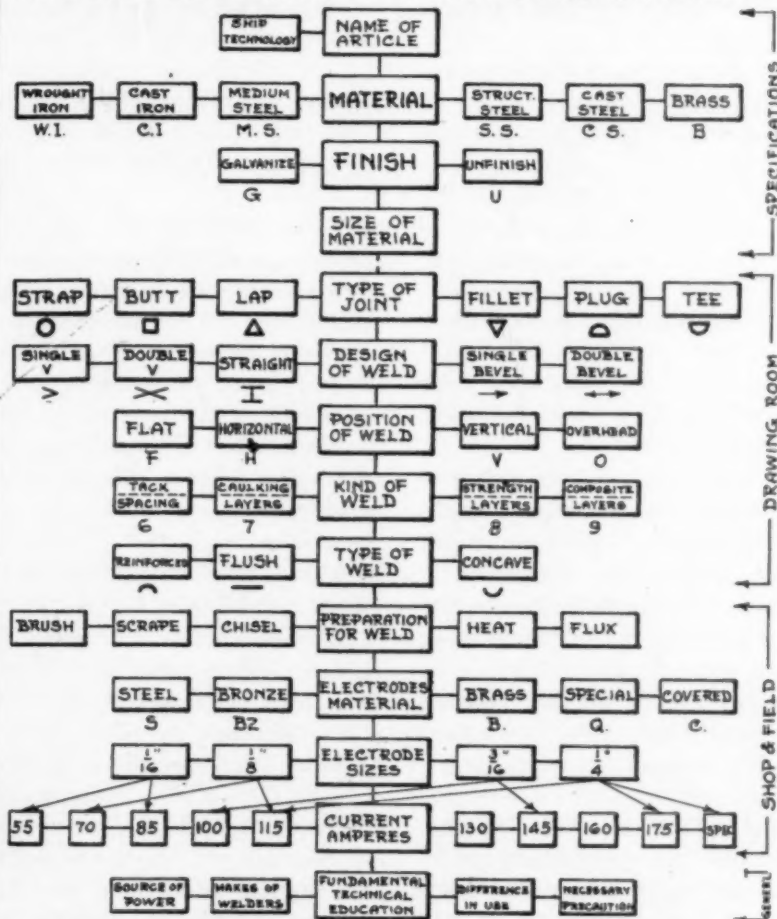 SHIP TECHNOLOGY
NAME OF ARTICLE
WROUGHT IRON
CAST IRON
MEDIUM STEEL
MATERIAL
STRUCT. STEEL
CAST STEEL
BRASS
W.I.
C.I
M.S.
S.S.
C S.
B
GALVANIZE
FINISH
UNFINISH
G
U
SIZE OF MATERIAL
SPECIFICATIONS
STRAP
BUTT
LAP
TYPE OF JOINT
FILLET
PLUG
TEE
SINGLE V
DOUBLE V
STRAIGHT
DESIGN OF WELD
SINGLE BEVEL
DOUBLE BEVEL
FLAT
HORIZONTAL
POSITION OF WELD
VERTICAL
OVERHEAD
F
H
V
O
TACK SPACING
CAULKING LAYERS
KIND OF WELD
STRENGTH LAYERS
COMPOSITE LAYERS
6
7
8
9
REINFORCED
FLUSH
TYPE OF WELD
CONCAVE
DRAWING ROOM
BRUSH
SCRAPE
CHISEL
PREPARATION FOR WELD
HEAT
FLUX
STEEL
BRONZE
ELECTRODES MATERIAL
BRASS
SPECIAL
COVERED
S
BZ
B.
Q.
C.
1/16"
1/8"
ELECTRODE SIZES
3/16"
1/4"
55
70
85
100
115
CURRENT AMPERES
130
145
160
175
SPEC
SHOP & FIELD
SOURCE OF POWER
MAKES OF WELDERS
FUNDAMENTAL TECHNICAL EDUCATION
DIFFERENCE IN USE
NECESSARY PRECAUTION